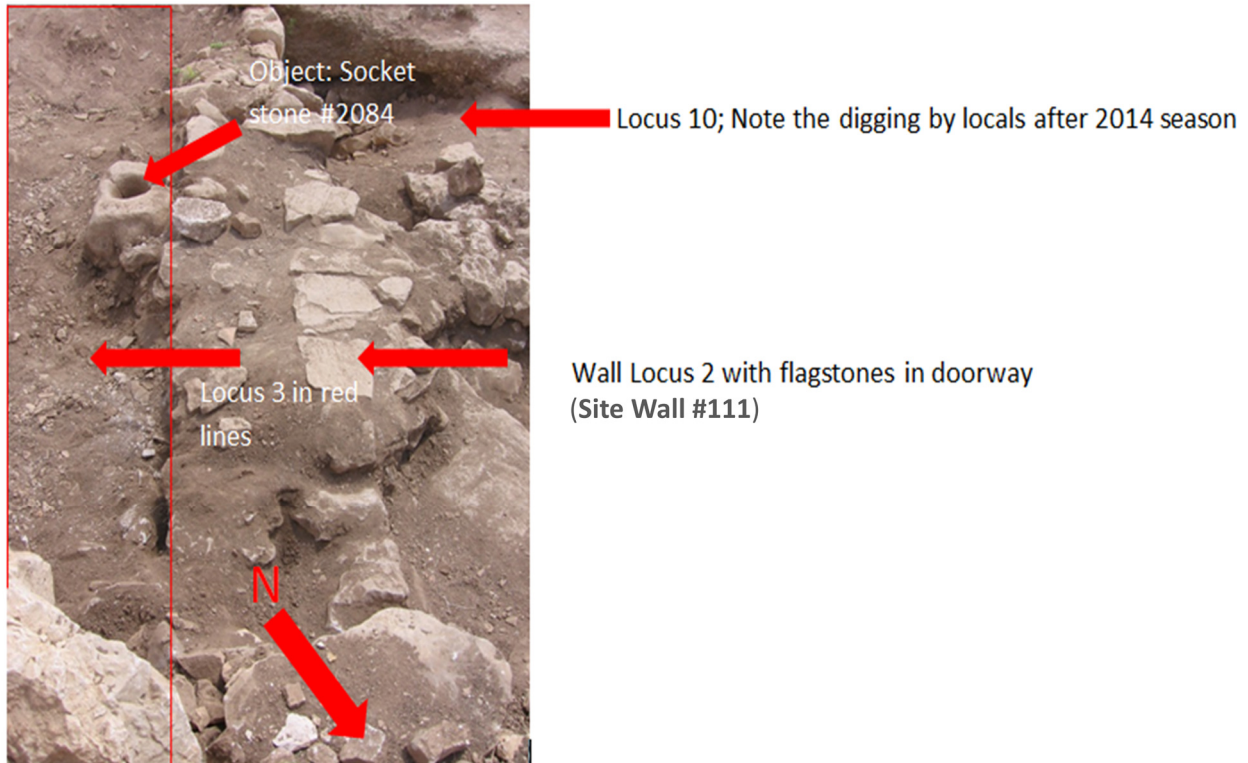 Object: Socket
stone #2084
Locus 10; Note the digging by locals after 2014 season
Wall Locus 2 with flagstones in doorway
(Site Wall #111)
Locus 3 in red
lines
N